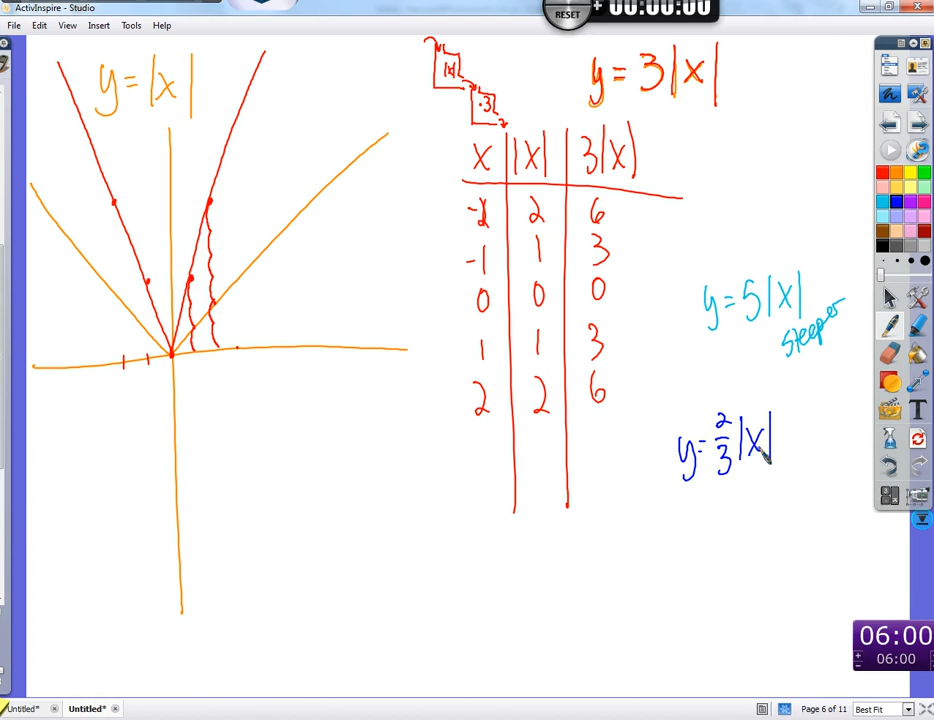 ActivInspire - Studio
File Edit View Insert Tools Help
RESET
00:00:00
y = |x|
|x|
·3
y = 3|x|
x |x| 3|x|
-2 2 6
-1 1 3
0 0 0
1 1 3
2 2 6
y = 5|x|
steeper
y = 2/3 |x|
T
06:00
06:00
Untitled* Untitled* Page 6 of 11 Best Fit